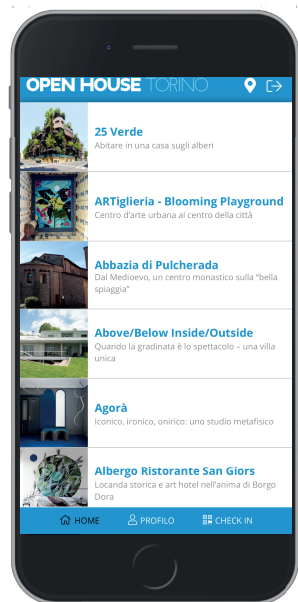 OPEN HOUSE TORINO
25 Verde
Abitare in una casa sugli alberi
ARTiglieria - Blooming Playground
Centro d'arte urbana al centro della città
Abbazia di Pulcherada
Dal Medioevo, un centro monastico sulla “bella
spiaggia”
Above/Below Inside/Outside
Quando la gradinata è lo spettacolo – una villa
unica
Agorà
Iconico, ironico, onirico: uno studio metafisico
Albergo Ristorante San Giors
Locanda storica e art hotel nell'anima di Borgo
Dora
HOME PROFILO CHECK IN